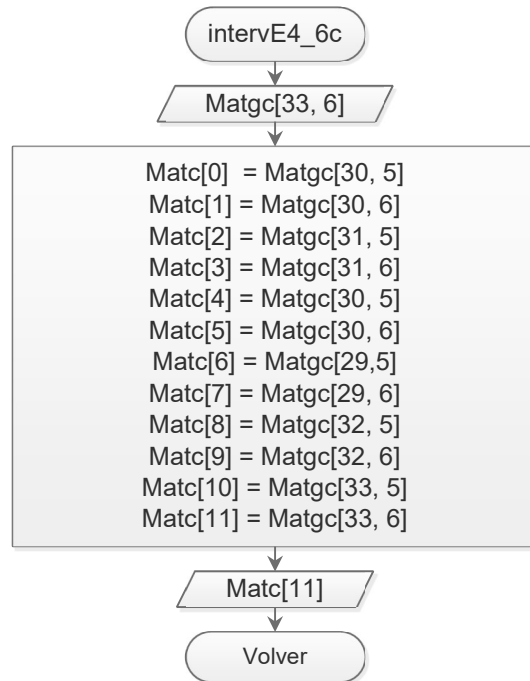 intervE4_6c
Matgc[33, 6]
Matc[0]  = Matgc[30, 5]
Matc[1] = Matgc[30, 6]
Matc[2] = Matgc[31, 5]
Matc[3] = Matgc[31, 6]
Matc[4] = Matgc[30, 5]
Matc[5] = Matgc[30, 6]
Matc[6] = Matgc[29,5]
Matc[7] = Matgc[29, 6]
Matc[8] = Matgc[32, 5]
Matc[9] = Matgc[32, 6]
Matc[10] = Matgc[33, 5]
Matc[11] = Matgc[33, 6]
Matc[11]
Volver